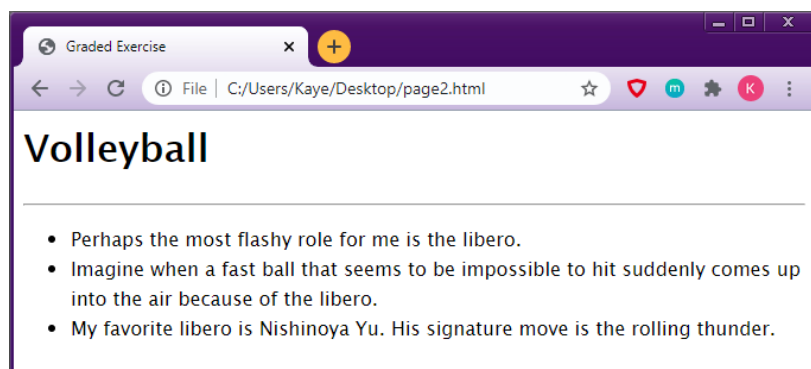 Graded Exercise
File C:/Users/Kaye/Desktop/page2.html
m
K
Volleyball
Perhaps the most flashy role for me is the libero.
Imagine when a fast ball that seems to be impossible to hit suddenly comes up
into the air because of the libero.
My favorite libero is Nishinoya Yu. His signature move is the rolling thunder.